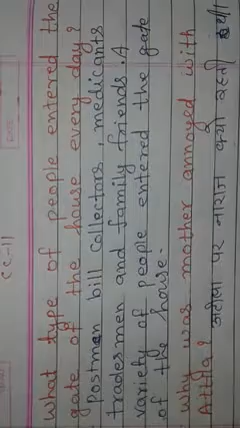 CC-11
What type of people entered the
gate of the house every day?
Postman bill collectors, medicants
tradesmen and family friends. A
variety of people entered the gate
of the house.
Why was mother annoyed with
Attila? अटीला पर नाराज क्यों रहती थी।